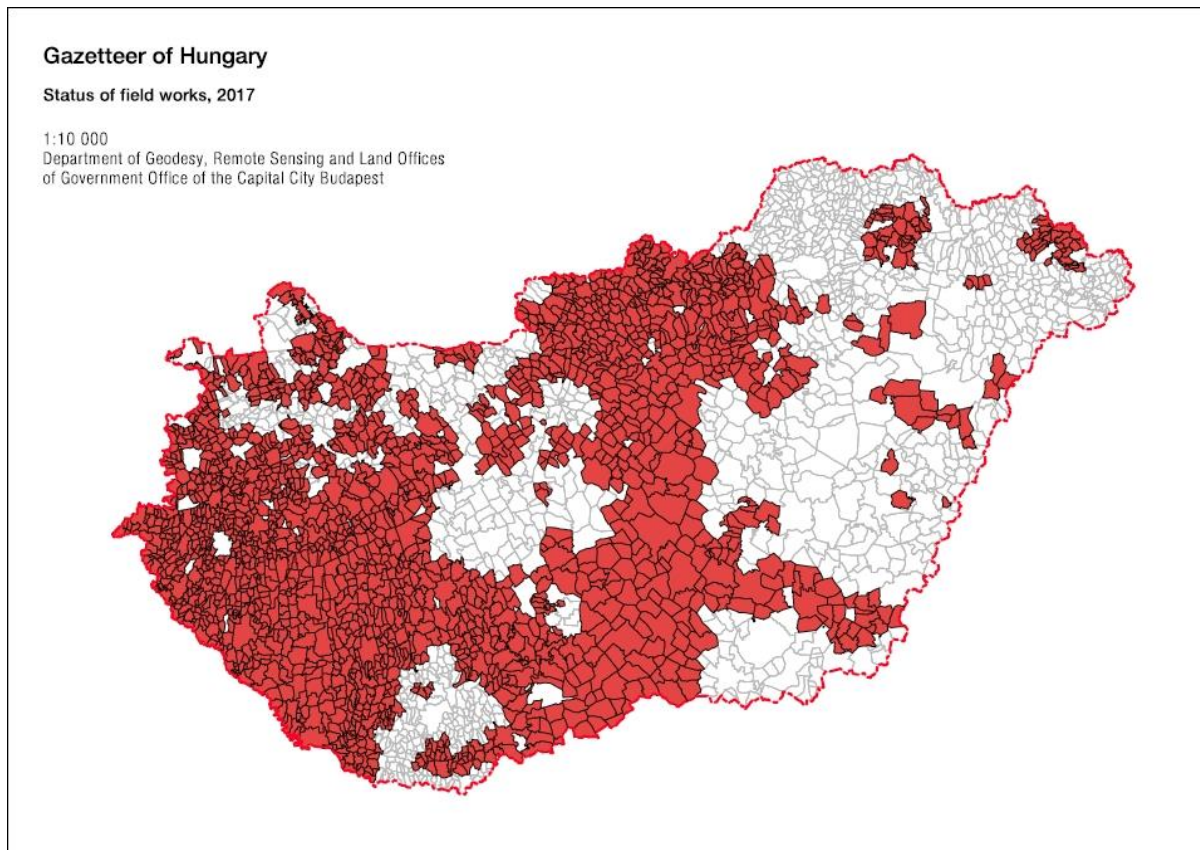 Gazetteer of Hungary
Status of field works, 2017
1:10 000
Department of Geodesy, Remote Sensing and Land Offices
of Government Office of the Capital City Budapest